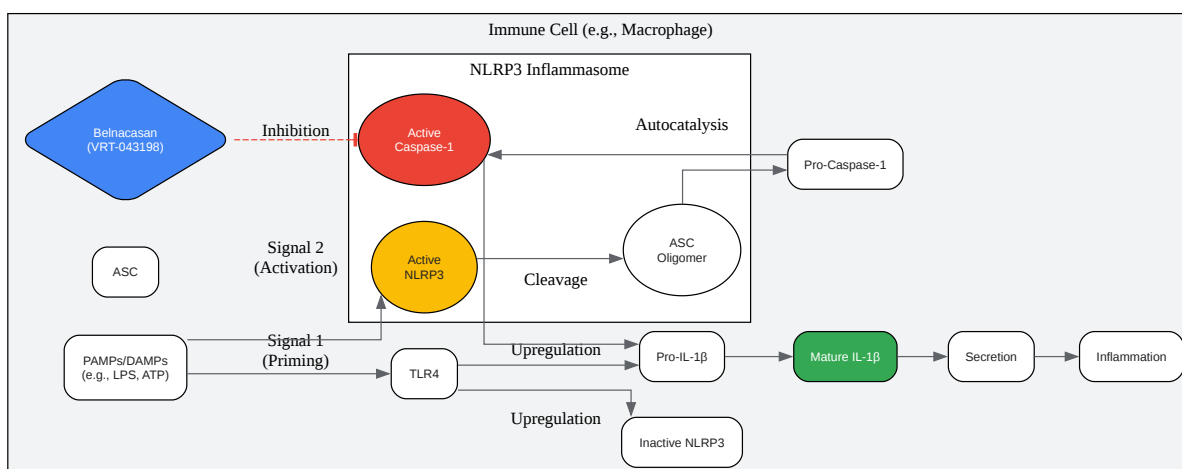 Immune Cell (e.g., Macrophage)
NLRP3 Inflammasome
Belnacasan
(VRT-043198)
Inhibition
Active
Caspase-1
Autocatalysis
Pro-Caspase-1
ASC
Signal 2
(Activation)
Active
NLRP3
Cleavage
ASC
Oligomer
PAMPs/DAMPs
(e.g., LPS, ATP)
Signal 1
(Priming)
TLR4
Upregulation
Pro-IL-1β
Mature IL-1β
Secretion
Inflammation
Upregulation
Inactive NLRP3